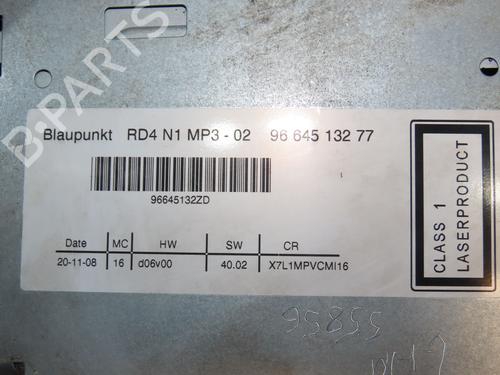 B-PARTS
Blaupunkt RD4 N1 MP3 - 02 96 645 132 77
96645132ZD
Date MC HW SW CR
20-11-08 16 d06v00 40.02 X7L1MPVCMI16
CLASS 1
LASERPRODUCT
95855